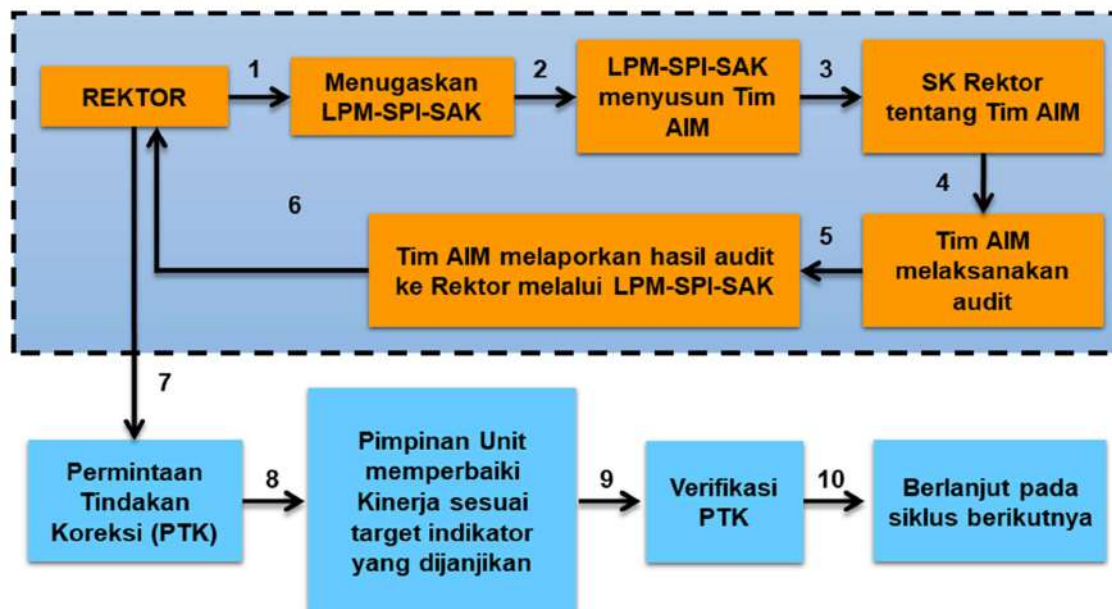 REKTOR
1
Menugaskan
LPM-SPI-SAK
2
LPM-SPI-SAK
menyusun Tim
AIM
3
SK Rektor
tentang Tim AIM
4
Tim AIM
melaksanakan
audit
5
Tim AIM melaporkan hasil audit
ke Rektor melalui LPM-SPI-SAK
6
7
Permintaan
Tindakan
Koreksi (PTK)
8
Pimpinan Unit
memperbaiki
Kinerja sesuai
target indikator
yang dijanjikan
9
Verifikasi
PTK
10
Berlanjut pada
siklus berikutnya